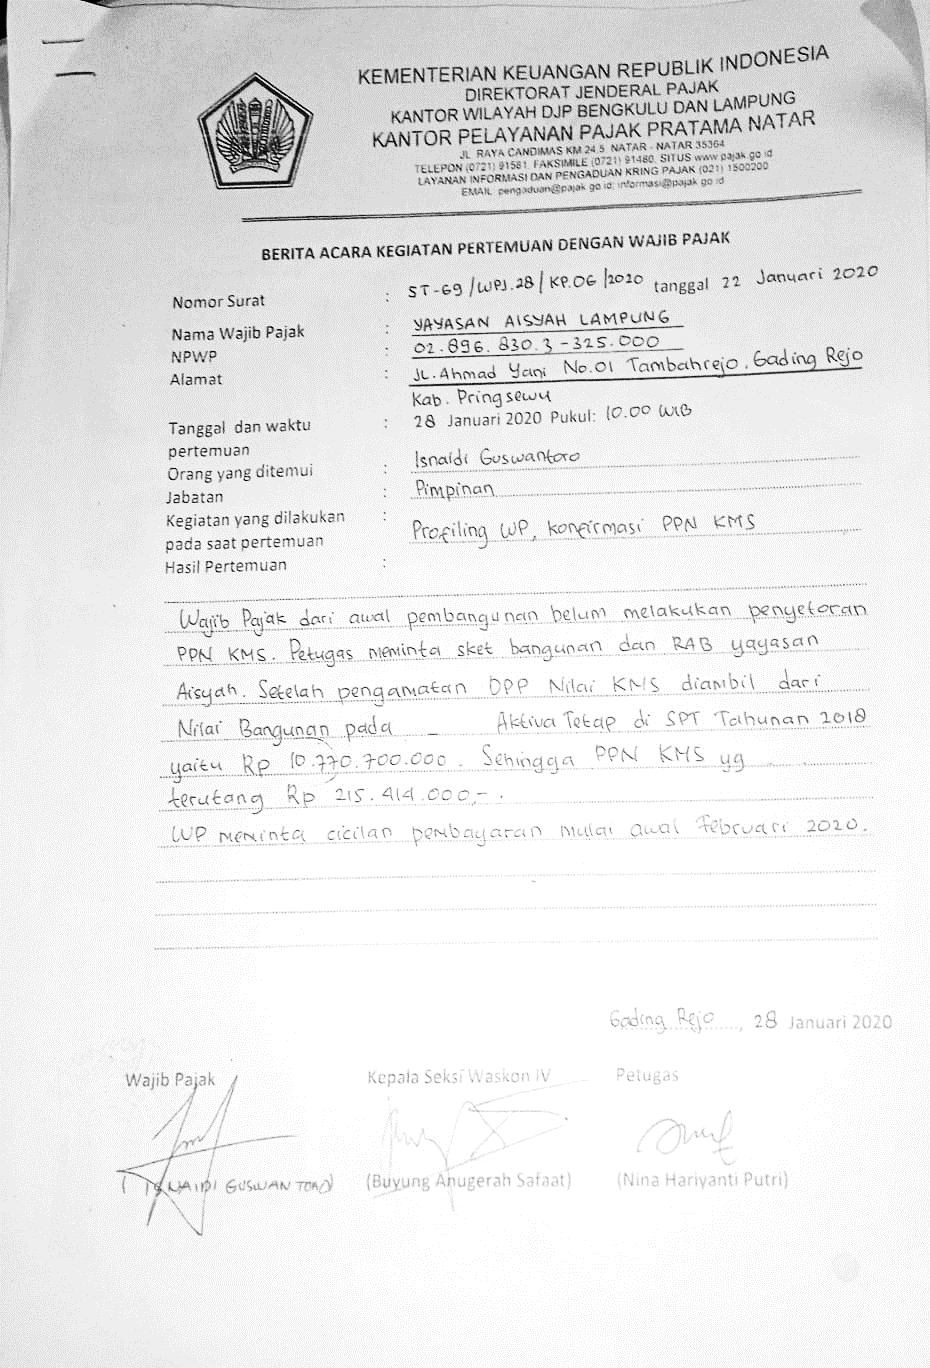 KEMENTERIAN KEUANGAN REPUBLIK INDONESIA
DIREKTORAT JENDERAL PAJAK
KANTOR WILAYAH DJP BENGKULU DAN LAMPUNG
KANTOR PELAYANAN PAJAK PRATAMA NATAR
JL. RAYA CANDIMAS KM 24.5 NATAR - NATAR 35364
TELEPON (0721) 91581, FAKSIMILE (0721) 91480, SITUS www.pajak.go.id
LAYANAN INFORMASI DAN PENGADUAN KRING PAJAK (021) 1500200
EMAIL pengaduan@pajak.go.id; informasi@pajak.go.id
BERITA ACARA KEGIATAN PERTEMUAN DENGAN WAJIB PAJAK
Nomor Surat : ST-69/WPJ.28/KP.06/2020 tanggal 22 Januari 2020
Nama Wajib Pajak : YAYASAN AISYAH LAMPUNG
NPWP : 02.896.830.3-325.000
Alamat : JL. Ahmad Yani No.01 Tambahrejo, Gading Rejo
Kab. Pringsewu
Tanggal dan waktu : 28 Januari 2020 Pukul: 10.00 WIB
pertemuan
Orang yang ditemui : Isnaidi Guswantoro
Jabatan : Pimpinan
Kegiatan yang dilakukan : Profiling WP, konfirmasi PPN KMS
pada saat pertemuan
Hasil Pertemuan :
Wajib Pajak dari awal pembangunan belum melakukan penyetoran
PPN KMS. Petugas meminta sket bangunan dan RAB yayasan
Aisyah. Setelah pengamatan DPP Nilai KMS diambil dari
Nilai Bangunan pada - Aktiva Tetap di SPT Tahunan 2018
yaitu Rp 10.770.700.000. Sehingga PPN KMS yg
terutang Rp 215.414.000,-.
WP meminta cicilan pembayaran mulai awal Februari 2020.
Gading Rejo, 28 Januari 2020
Wajib Pajak Kepala Seksi Waskon IV Petugas
(ISNAIDI GUSWANTORO) (Buyung Anugerah Safaat) (Nina Hariyanti Putri)